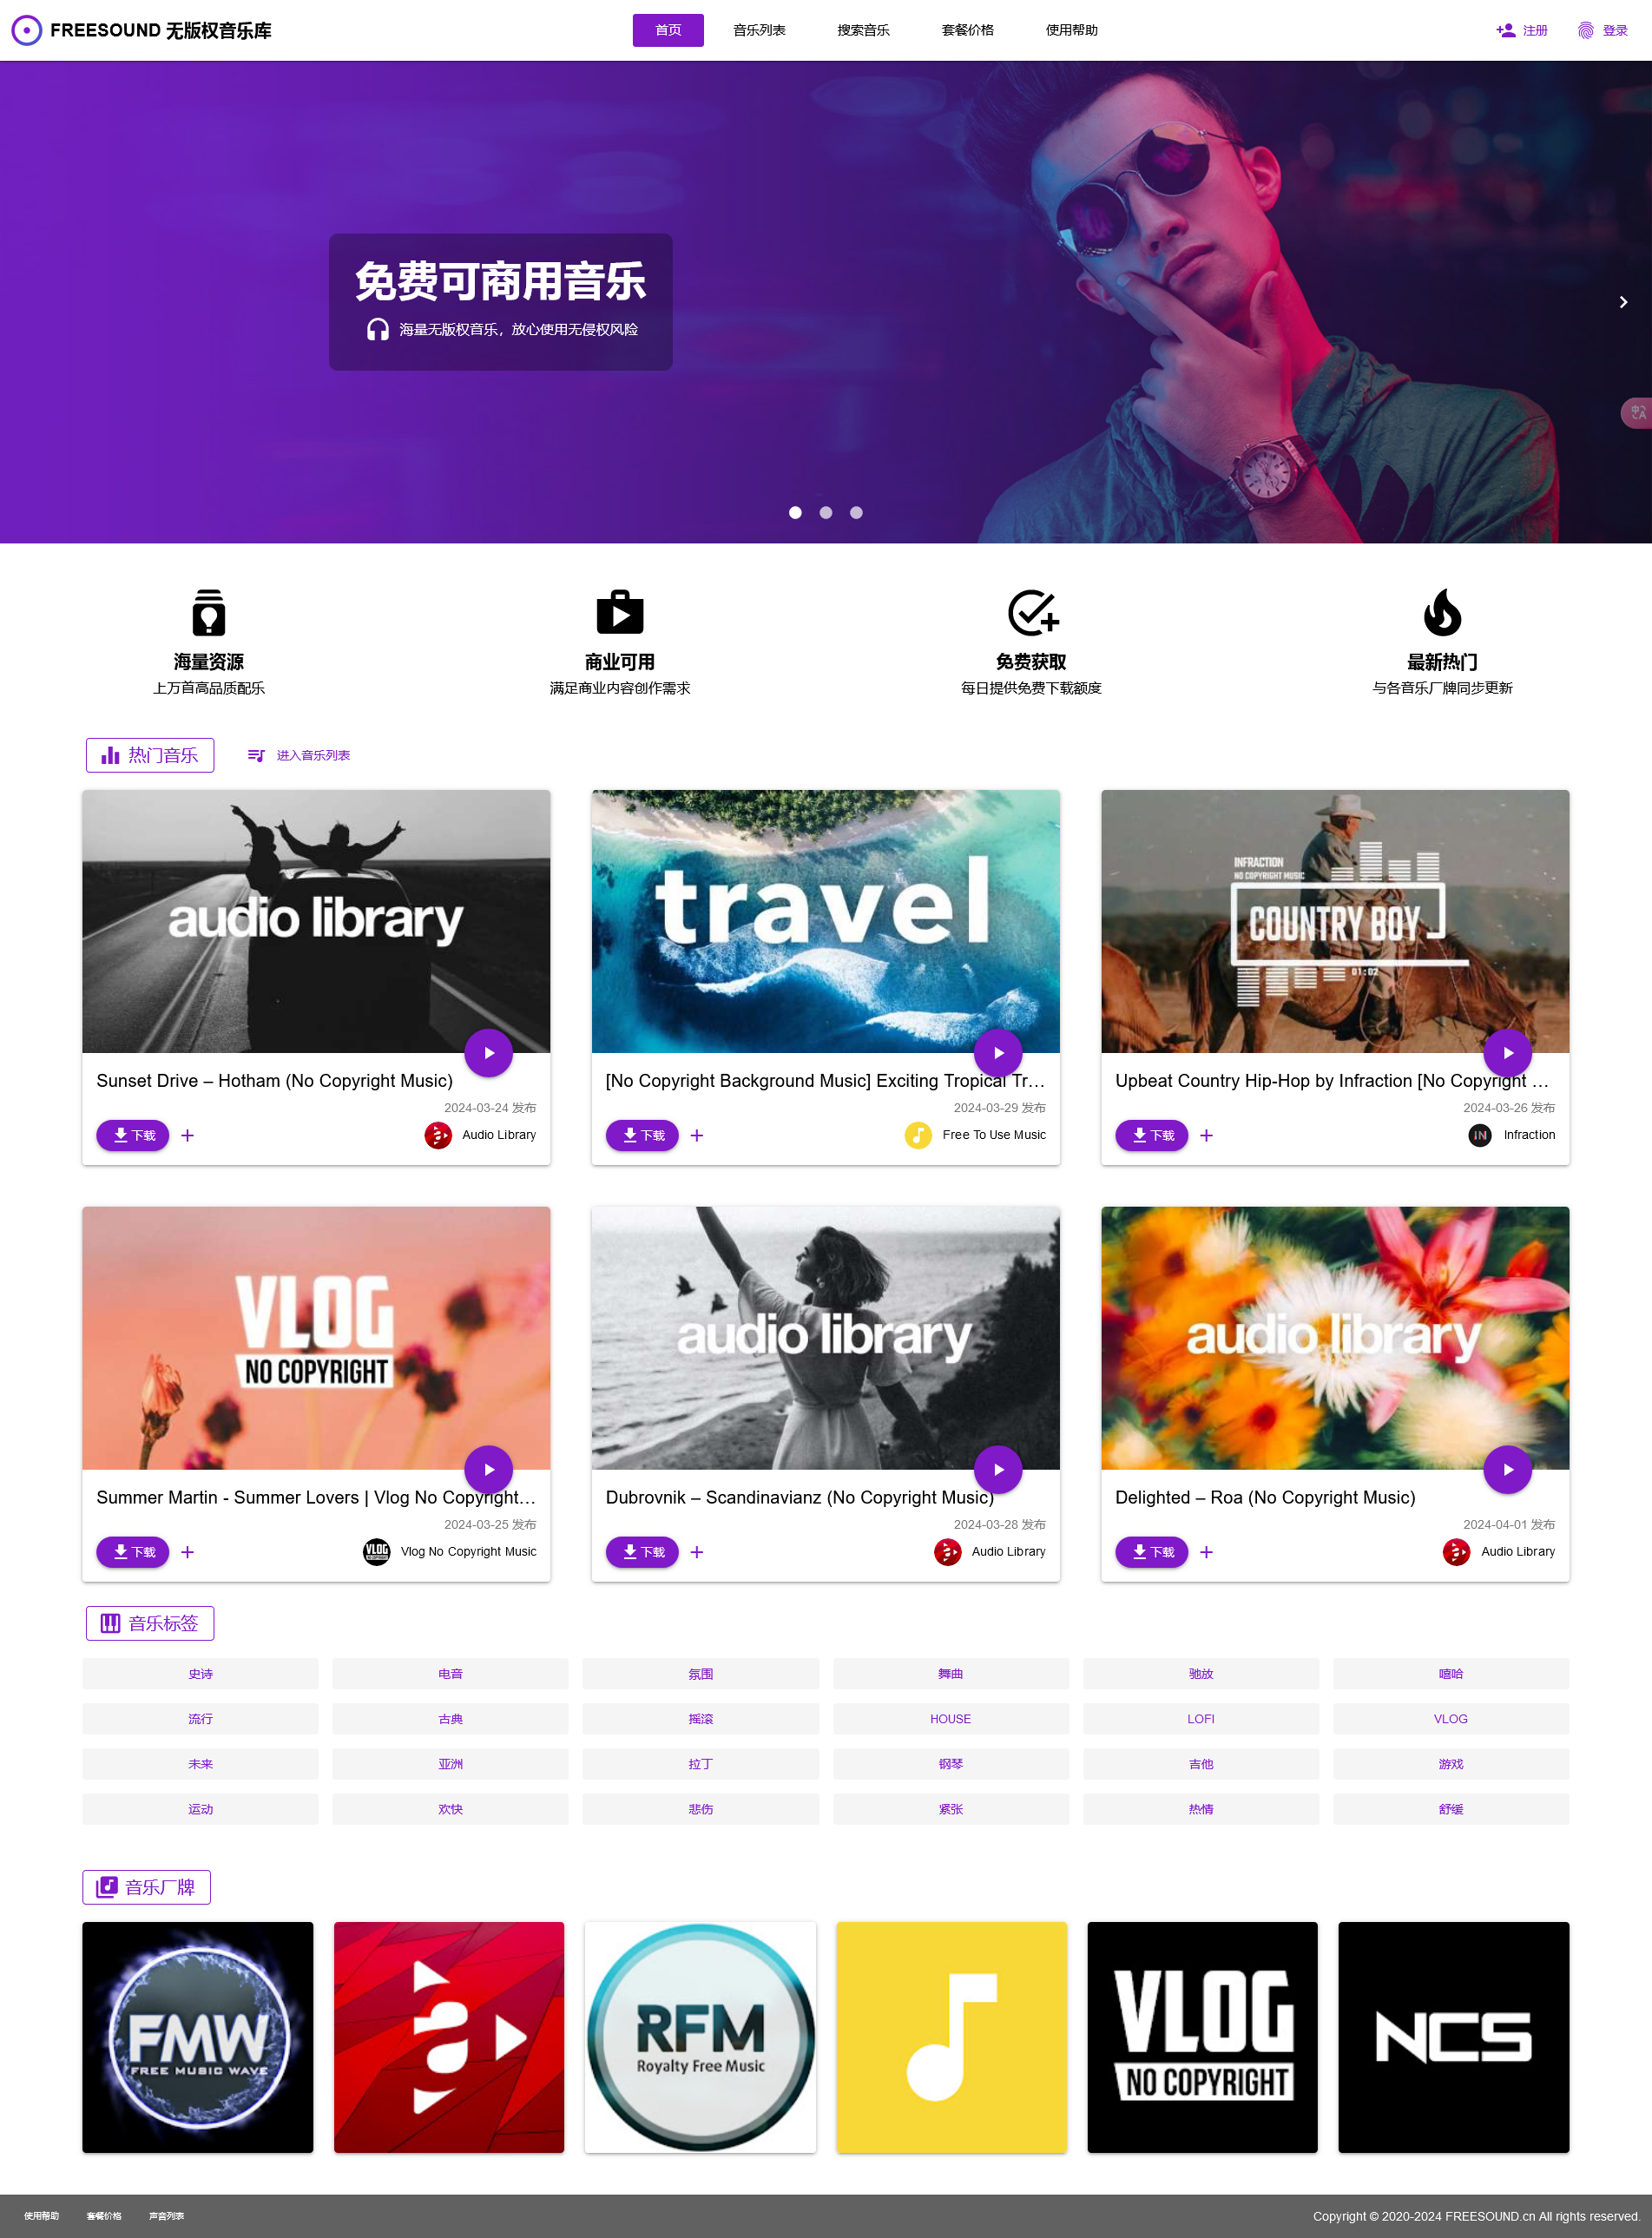 FREESOUND 无版权音乐库
首页
音乐列表
搜索音乐
套餐价格
使用帮助
注册
登录
免费可商用音乐
海量无版权音乐，放心使用无侵权风险
海量资源
上万首高品质配乐
商业可用
满足商业内容创作需求
免费获取
每日提供免费下载额度
最新热门
与各音乐厂牌同步更新
热门音乐
进入音乐列表
audio library
Sunset Drive – Hotham (No Copyright Music)
2024-03-24 发布
下载
Audio Library
travel
[No Copyright Background Music] Exciting Tropical Tr...
2024-03-29 发布
下载
Free To Use Music
INFRACTION
NO COPYRIGHT MUSIC
COUNTRY BOY
01:02
Upbeat Country Hip-Hop by Infraction [No Copyright ...
2024-03-26 发布
下载
IN
Infraction
VLOG
NO COPYRIGHT
Summer Martin - Summer Lovers | Vlog No Copyright...
2024-03-25 发布
下载
VLOG
NO COPYRIGHT
Vlog No Copyright Music
audio library
Dubrovnik – Scandinavianz (No Copyright Music)
2024-03-28 发布
下载
Audio Library
audio library
Delighted – Roa (No Copyright Music)
2024-04-01 发布
下载
Audio Library
音乐标签
史诗
电音
氛围
舞曲
驰放
嘻哈
流行
古典
摇滚
HOUSE
LOFI
VLOG
未来
亚洲
拉丁
钢琴
吉他
游戏
运动
欢快
悲伤
紧张
热情
舒缓
音乐厂牌
FMW
FREE MUSIC WAVE
a
RFM
Royalty Free Music
VLOG
NO COPYRIGHT
NCS
使用帮助
套餐价格
声音列表
Copyright © 2020-2024 FREESOUND.cn All rights reserved.